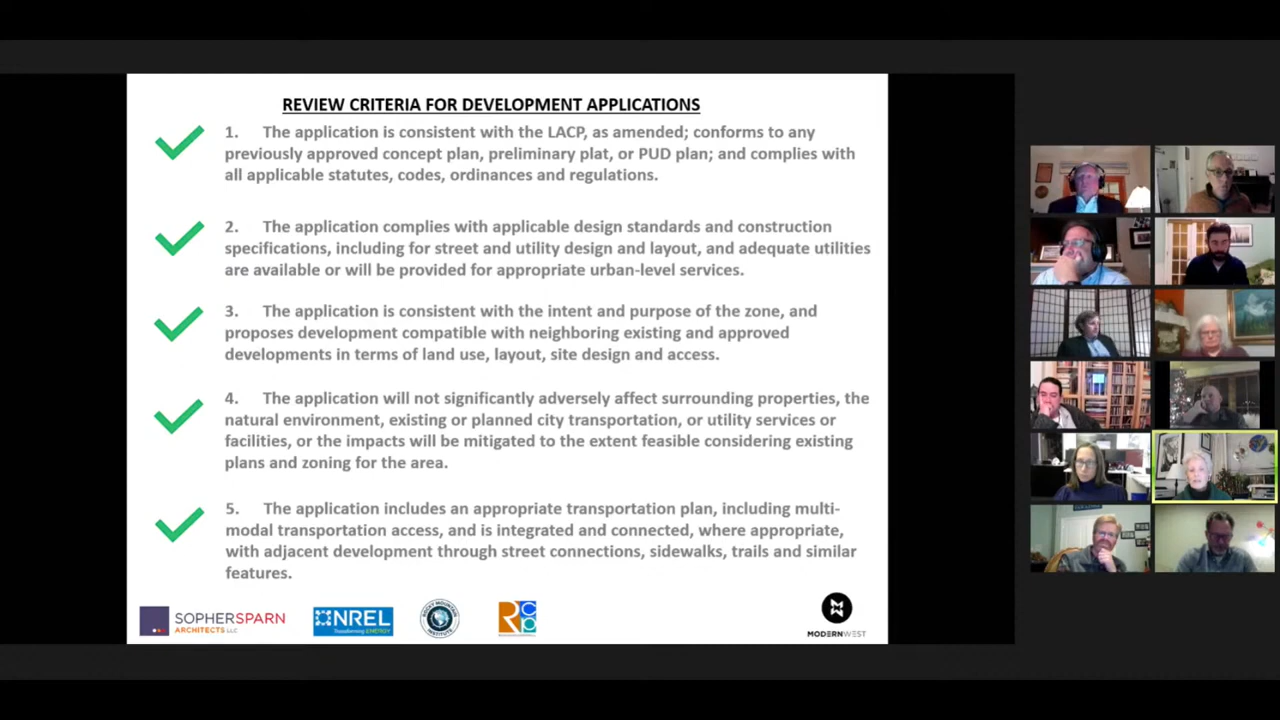 REVIEW CRITERIA FOR DEVELOPMENT APPLICATIONS
1. The application is consistent with the LACP, as amended; conforms to any
previously approved concept plan, preliminary plat, or PUD plan; and complies with
all applicable statutes, codes, ordinances and regulations.
2. The application complies with applicable design standards and construction
specifications, including for street and utility design and layout, and adequate utilities
are available or will be provided for appropriate urban-level services.
3. The application is consistent with the intent and purpose of the zone, and
proposes development compatible with neighboring existing and approved
developments in terms of land use, layout, site design and access.
4. The application will not significantly adversely affect surrounding properties, the
natural environment, existing or planned city transportation, or utility services or
facilities, or the impacts will be mitigated to the extent feasible considering existing
plans and zoning for the area.
5. The application includes an appropriate transportation plan, including multi-
modal transportation access, and is integrated and connected, where appropriate,
with adjacent development through street connections, sidewalks, trails and similar
features.
SOPHERSPARN
ARCHITECTS LLC
NREL
Transforming ENERGY
ROCKY MOUNTAIN
INSTITUTE
RCP
MODERNWEST